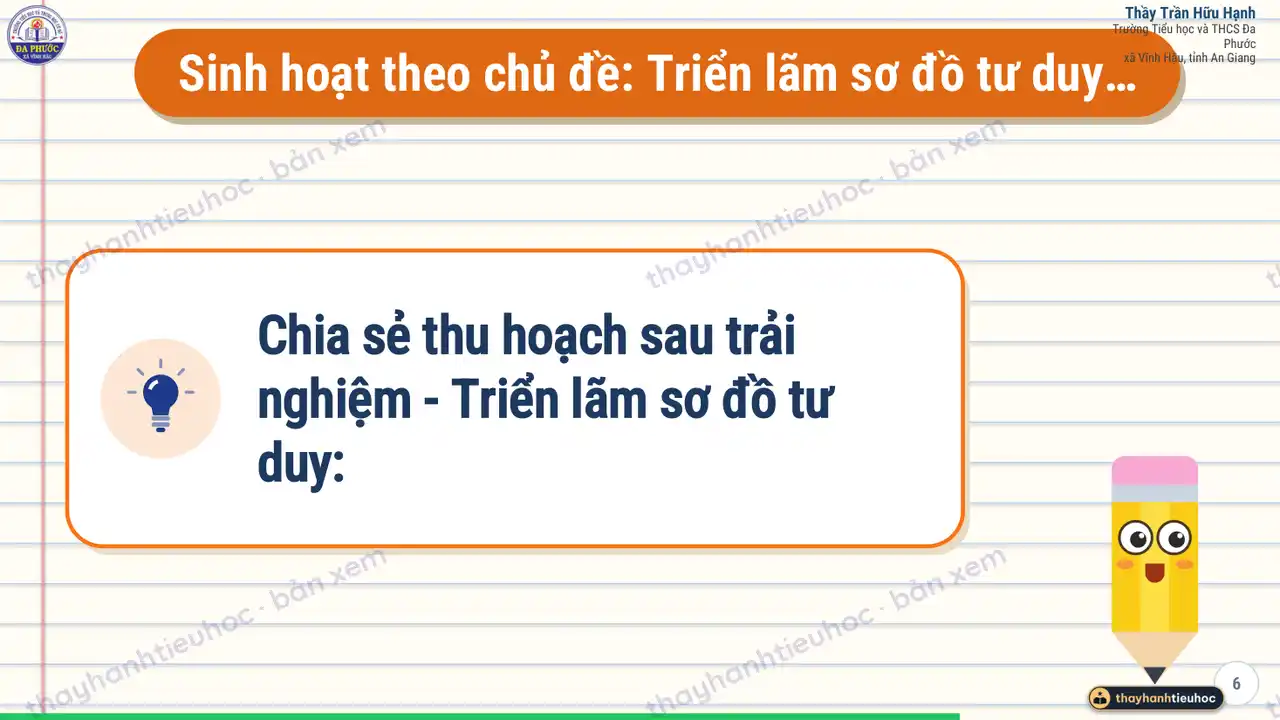 Thầy Trần Hữu Hạnh
Trường Tiểu học và THCS Đa
Phước
xã Vĩnh Hậu, tỉnh An Giang
ĐA PHƯỚC
XÃ VĨNH HẬU
Sinh hoạt theo chủ đề: Triển lãm sơ đồ tư duy…
thayhanhtieuhoc · bản xem
thayhanhtieuhoc · bản xem
Chia sẻ thu hoạch sau trải
nghiệm - Triển lãm sơ đồ tư
duy:
thayhanhtieuhoc · bản xem
thayhanhtieuhoc · bản xem
thayhanhtieuhoc
6